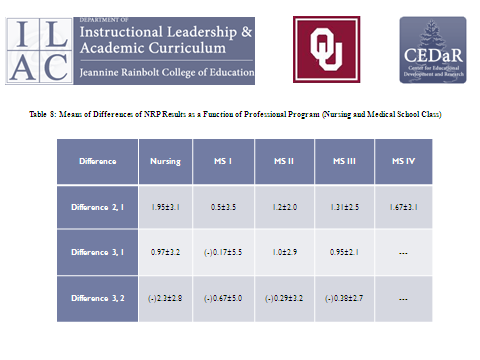 I L
A C
DEPARTMENT OF
Instructional Leadership &
Academic Curriculum
Jeannine Rainbolt College of Education
OU
CEDaR
Center for Educational
Development and Research
Table 8: Means of Differences of NRP Results as a Function of Professional Program (Nursing and Medical School Class)
Difference Nursing MS I MS II MS III MS IV
Difference 2, 1 1.95±3.1 0.5±3.5 1.2±2.0 1.31±2.5 1.67±3.1
Difference 3, 1 0.97±3.2 (-)0.17±5.5 1.0±2.9 0.95±2.1 ---
Difference 3, 2 (-)2.3±2.8 (-)0.67±5.0 (-)0.29±3.2 (-)0.38±2.7 ---